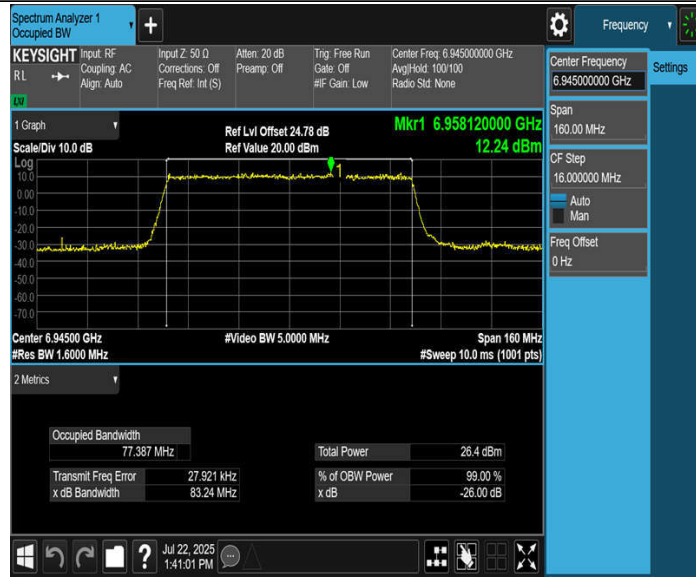 Spectrum Analyzer 1
Occupied BW
Frequency
KEYSIGHT
RL
LXI
Input: RF
Coupling: AC
Align: Auto
Input Z: 50 Ω
Corrections: Off
Freq Ref: Int (S)
Atten: 20 dB
Preamp: Off
Trig: Free Run
Gate: Off
#IF Gain: Low
Center Freq: 6.945000000 GHz
Avg|Hold: 100/100
Radio Std: None
Center Frequency
6.945000000 GHz
Settings
Span
160.00 MHz
CF Step
16.000000 MHz
Auto
Man
Freq Offset
0 Hz
1 Graph
Scale/Div 10.0 dB
Ref Lvl Offset 24.78 dB
Ref Value 20.00 dBm
Mkr1 6.958120000 GHz
12.24 dBm
Log
10.0
0.00
-10.0
-20.0
-30.0
-40.0
-50.0
-60.0
-70.0
1
Center 6.94500 GHz
#Res BW 1.6000 MHz
#Video BW 5.0000 MHz
Span 160 MHz
#Sweep 10.0 ms (1001 pts)
2 Metrics
Occupied Bandwidth
77.387 MHz
Total Power 26.4 dBm
Transmit Freq Error 27.921 kHz
% of OBW Power 99.00 %
x dB Bandwidth 83.24 MHz
x dB -26.00 dB
?
Jul 22, 2025
1:41:01 PM